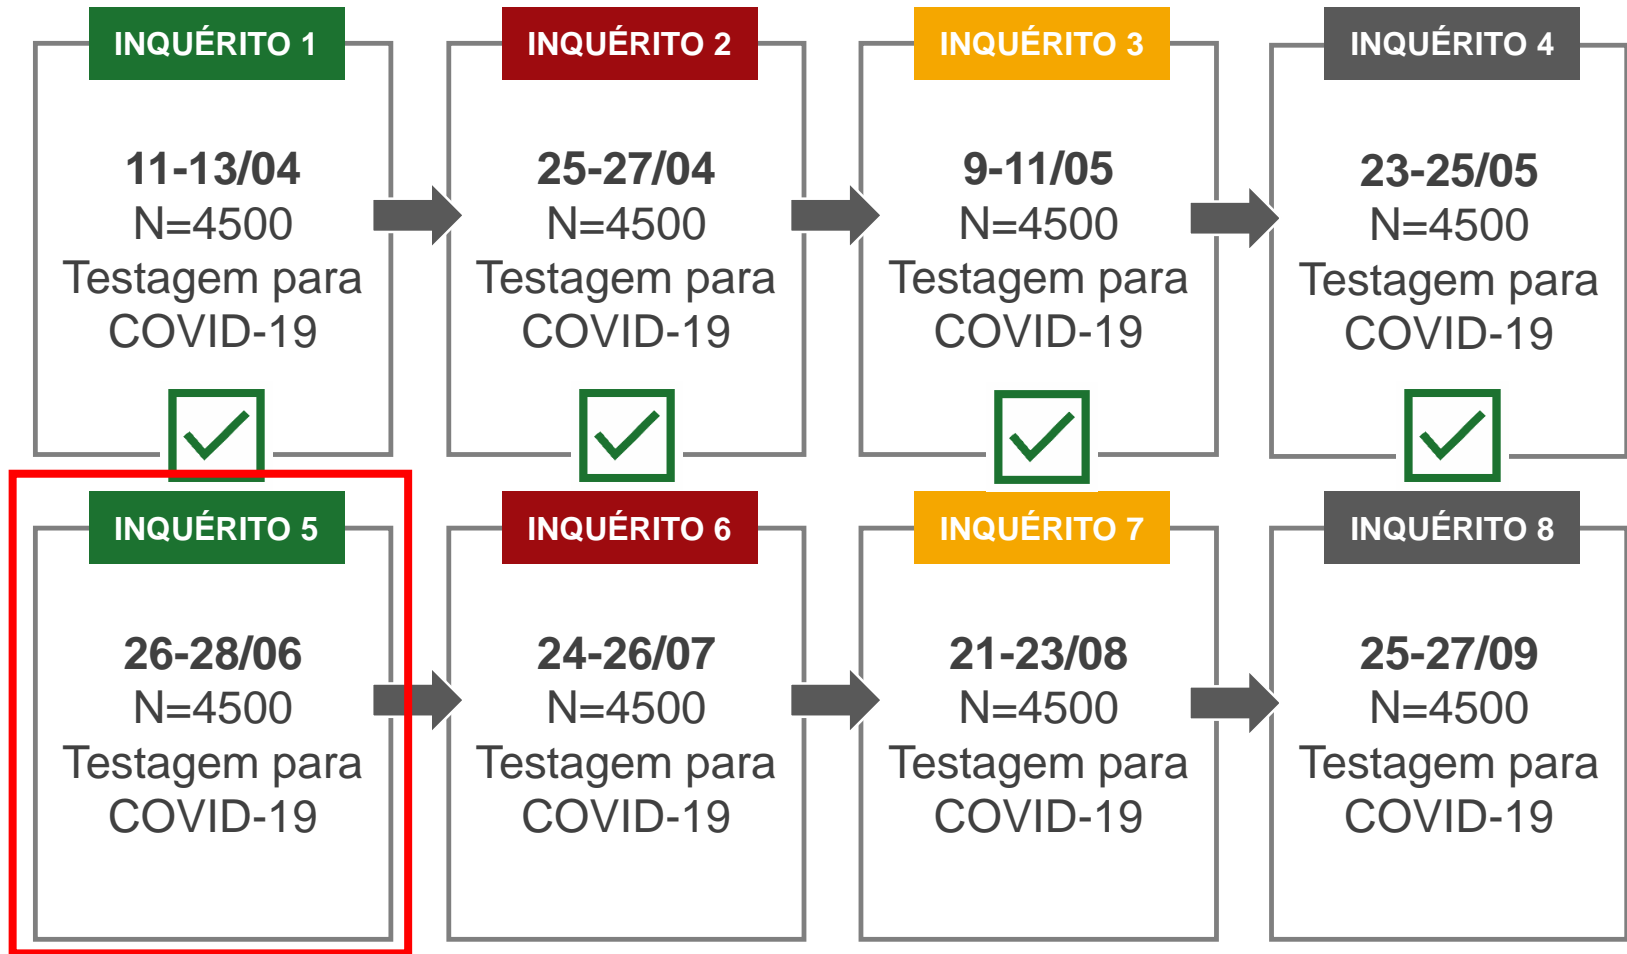 INQUÉRITO 1
11-13/04
N=4500
Testagem para
COVID-19
INQUÉRITO 2
25-27/04
N=4500
Testagem para
COVID-19
INQUÉRITO 3
9-11/05
N=4500
Testagem para
COVID-19
INQUÉRITO 4
23-25/05
N=4500
Testagem para
COVID-19
INQUÉRITO 5
26-28/06
N=4500
Testagem para
COVID-19
INQUÉRITO 6
24-26/07
N=4500
Testagem para
COVID-19
INQUÉRITO 7
21-23/08
N=4500
Testagem para
COVID-19
INQUÉRITO 8
25-27/09
N=4500
Testagem para
COVID-19